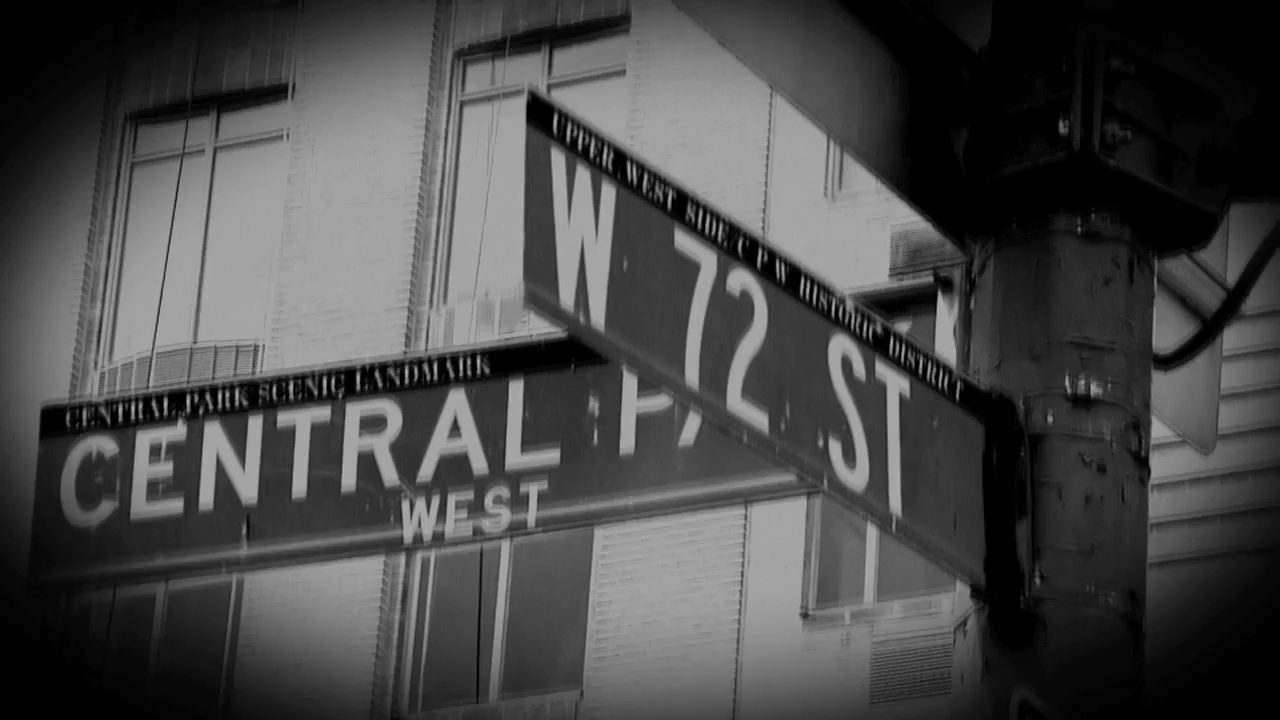 UPPER WEST SIDE/C P W HISTORIC DISTRICT
W 72 ST
CENTRAL PARK SCENIC LANDMARK
CENTRAL
WEST